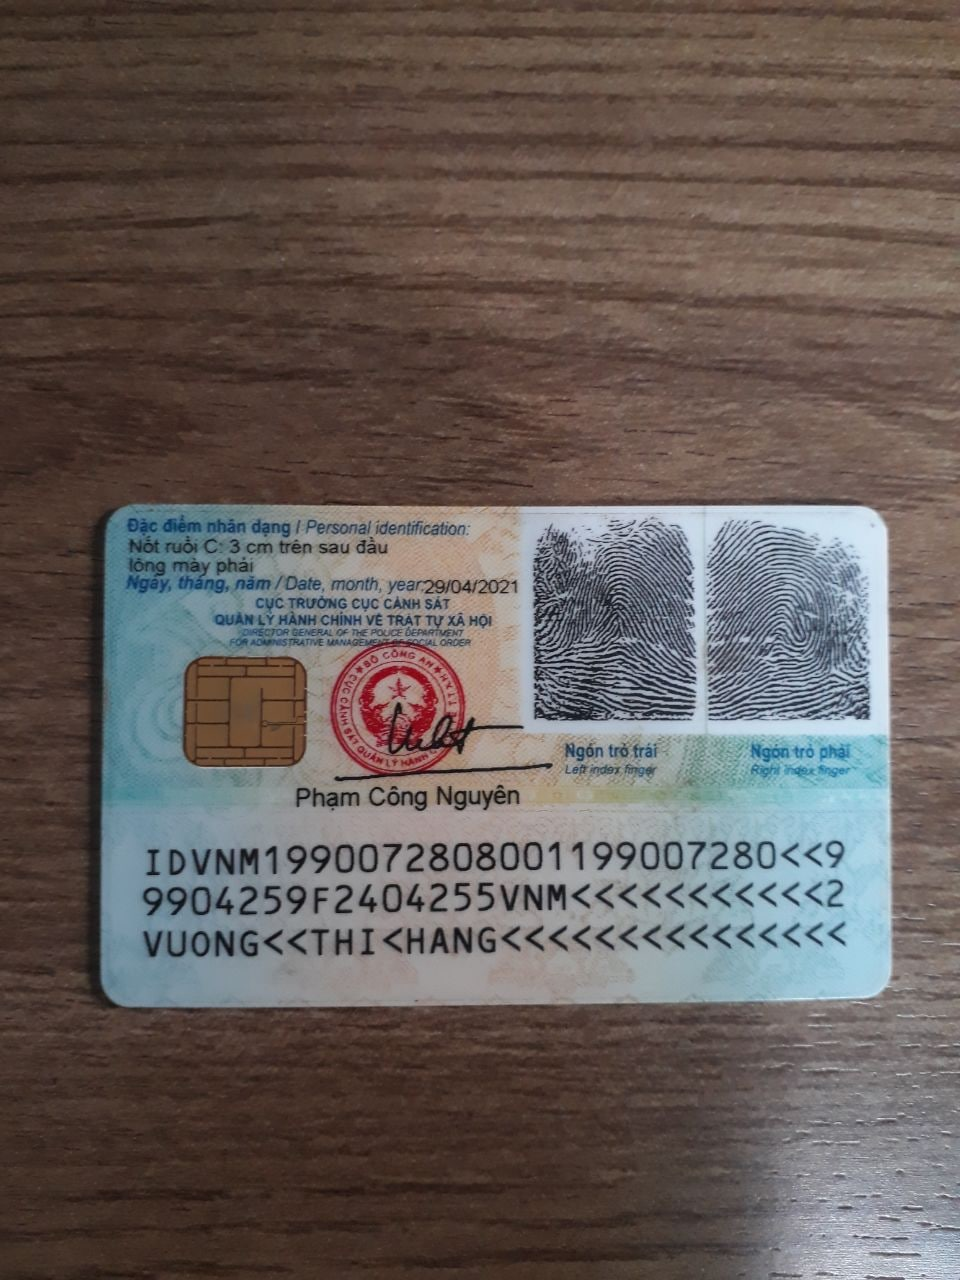 Đặc điểm nhân dạng / Personal identification:
Nốt ruồi C: 3 cm trên sau đầu
lông mày phải
Ngày, tháng, năm / Date, month, year:29/04/2021
CỤC TRƯỞNG CỤC CẢNH SÁT
QUẢN LÝ HÀNH CHÍNH VỀ TRẬT TỰ XÃ HỘI
DIRECTOR GENERAL OF THE POLICE DEPARTMENT
FOR ADMINISTRATIVE MANAGEMENT OF SOCIAL ORDER
BỘ CÔNG AN
CỤC CẢNH SÁT QUẢN LÝ HÀNH
Ngón trỏ trái
Left index finger
Ngón trỏ phải
Right index finger
Phạm Công Nguyên
IDVNM1990072808001199007280<<9
9904259F2404255VNM<<<<<<<<<<<2
VUONG<<THI<HANG<<<<<<<<<<<<<<<